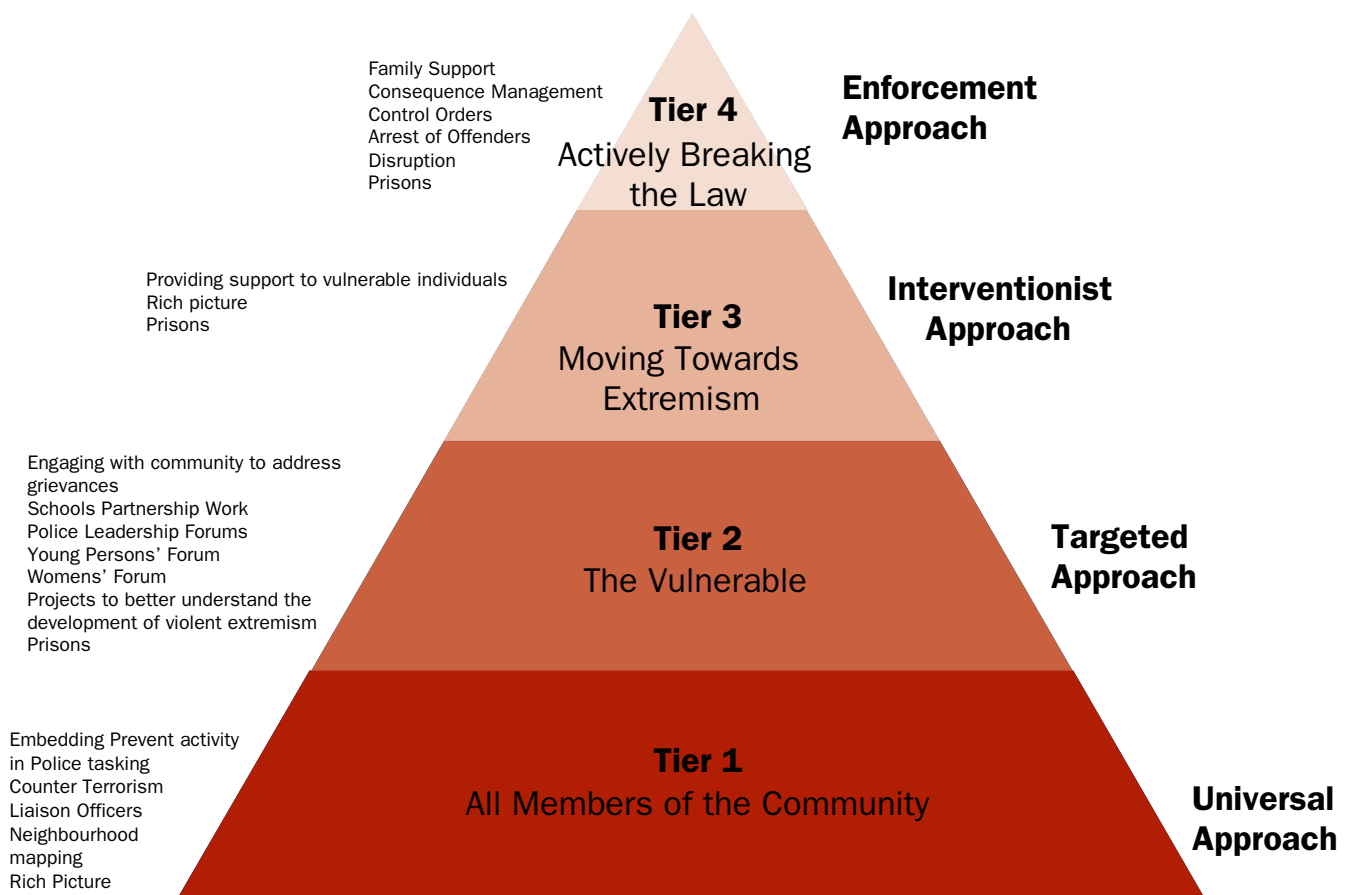 Family Support
Consequence Management
Control Orders
Arrest of Offenders
Disruption
Prisons
Tier 4
Actively Breaking
the Law
Enforcement
Approach
Providing support to vulnerable individuals
Rich picture
Prisons
Tier 3
Moving Towards
Extremism
Interventionist
Approach
Engaging with community to address
grievances
Schools Partnership Work
Police Leadership Forums
Young Persons’ Forum
Womens’ Forum
Projects to better understand the
development of violent extremism
Prisons
Tier 2
The Vulnerable
Targeted
Approach
Embedding Prevent activity
in Police tasking
Counter Terrorism
Liaison Officers
Neighbourhood
mapping
Rich Picture
Tier 1
All Members of the Community
Universal
Approach